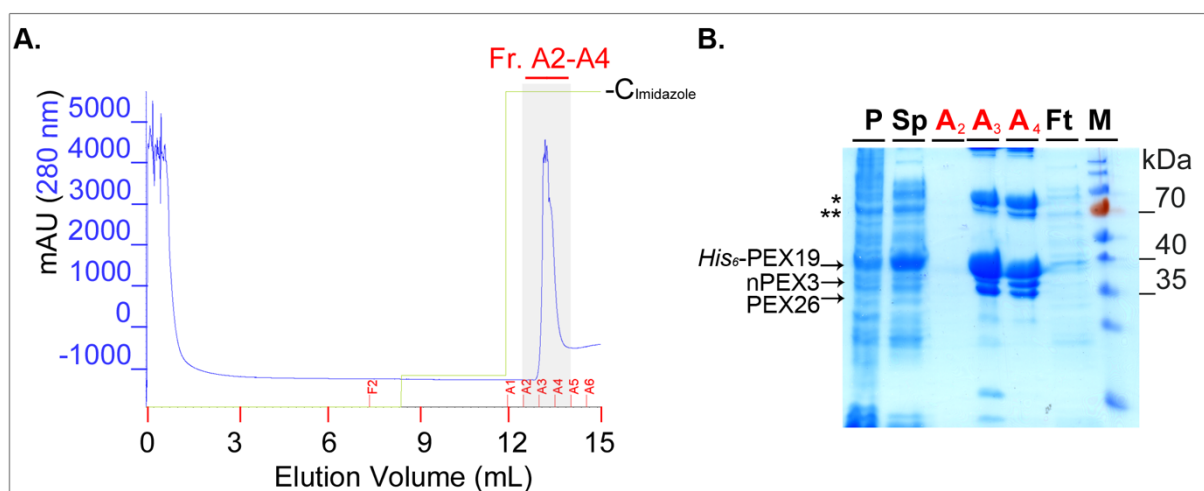 A.
Fr. A2-A4
-CImidazole
mAU (280 nm)
5000
4000
3000
2000
1000
0
-1000
F2
A1
A2
A3
A4
A5
A6
0 3 6 9 12 15
Elution Volume (mL)
B.
P Sp A2 A3 A4 Ft M
kDa
*
70
**
40
His6-PEX19
nPEX3
35
PEX26